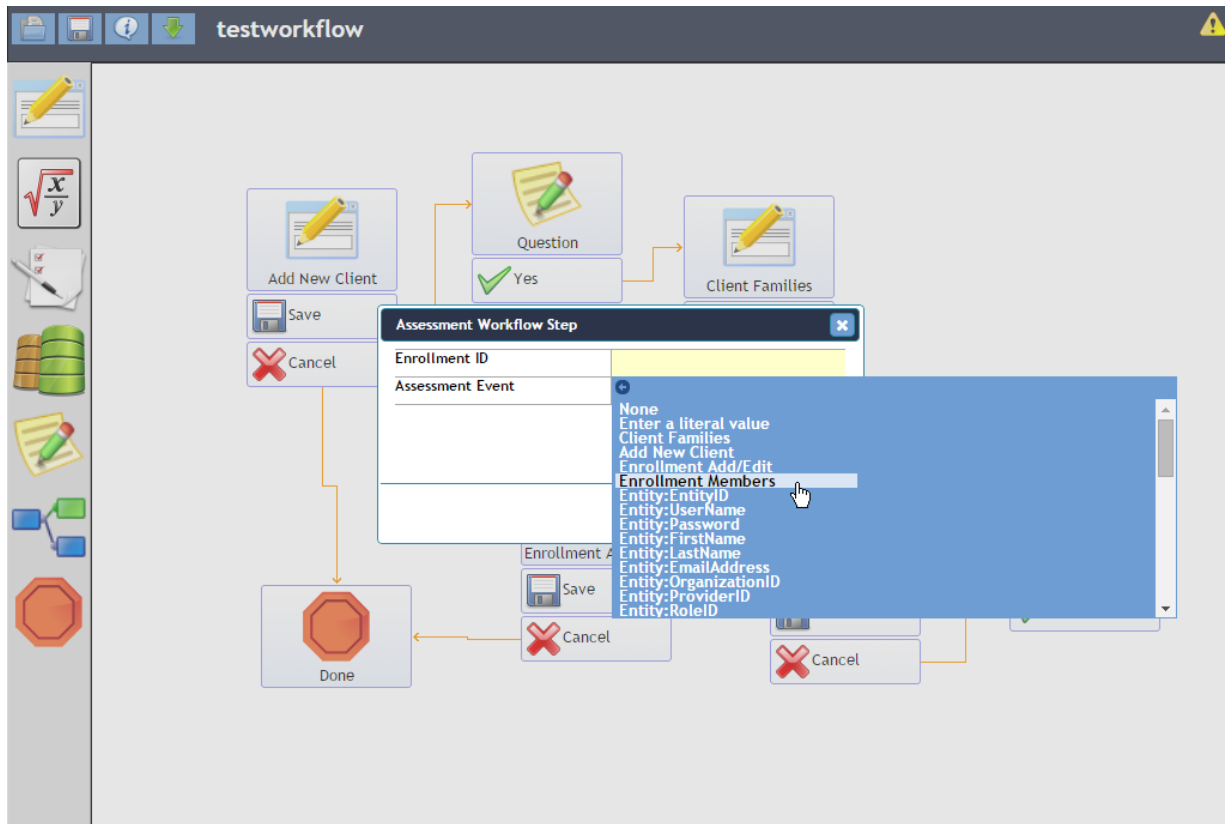 testworkflow
x
y
Question
Add New Client
Yes
Client Families
Save
Cancel
Assessment Workflow Step
Enrollment ID
Assessment Event
None
Enter a literal value
Client Families
Add New Client
Enrollment Add/Edit
Enrollment Members
Entity:EntityID
Entity:UserName
Entity:Password
Entity:FirstName
Entity:LastName
Entity:EmailAddress
Entity:OrganizationID
Entity:ProviderID
Entity:RoleID
Enrollment A
Save
Cancel
Cancel
Done